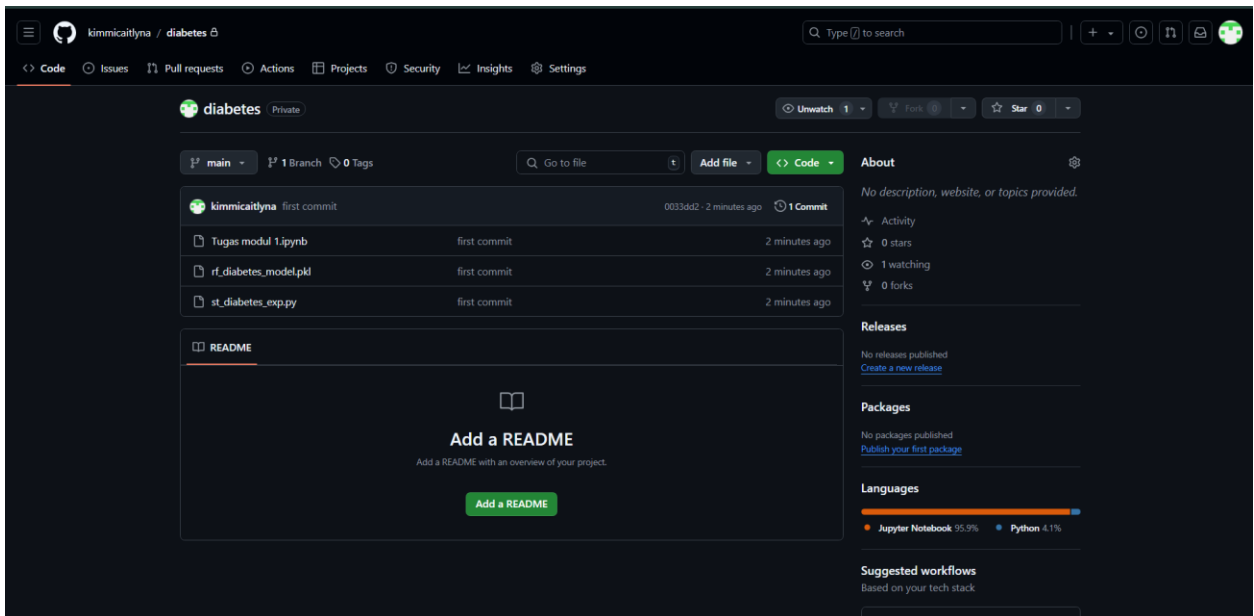 kimmicaitlyna / diabetes
Type / to search
Code Issues Pull requests Actions Projects Security Insights Settings
diabetes Private
Unwatch 1 Fork 0 Star 0
main 1 Branch 0 Tags Go to file t Add file Code
kimmicaitlyna first commit 0033dd2 · 2 minutes ago 1 Commit
Tugas modul 1.ipynb first commit 2 minutes ago
rf_diabetes_model.pkl first commit 2 minutes ago
st_diabetes_exp.py first commit 2 minutes ago
README
Add a README
Add a README with an overview of your project.
Add a README
About
No description, website, or topics provided.
Activity
0 stars
1 watching
0 forks
Releases
No releases published
Create a new release
Packages
No packages published
Publish your first package
Languages
Jupyter Notebook 95.9% Python 4.1%
Suggested workflows
Based on your tech stack